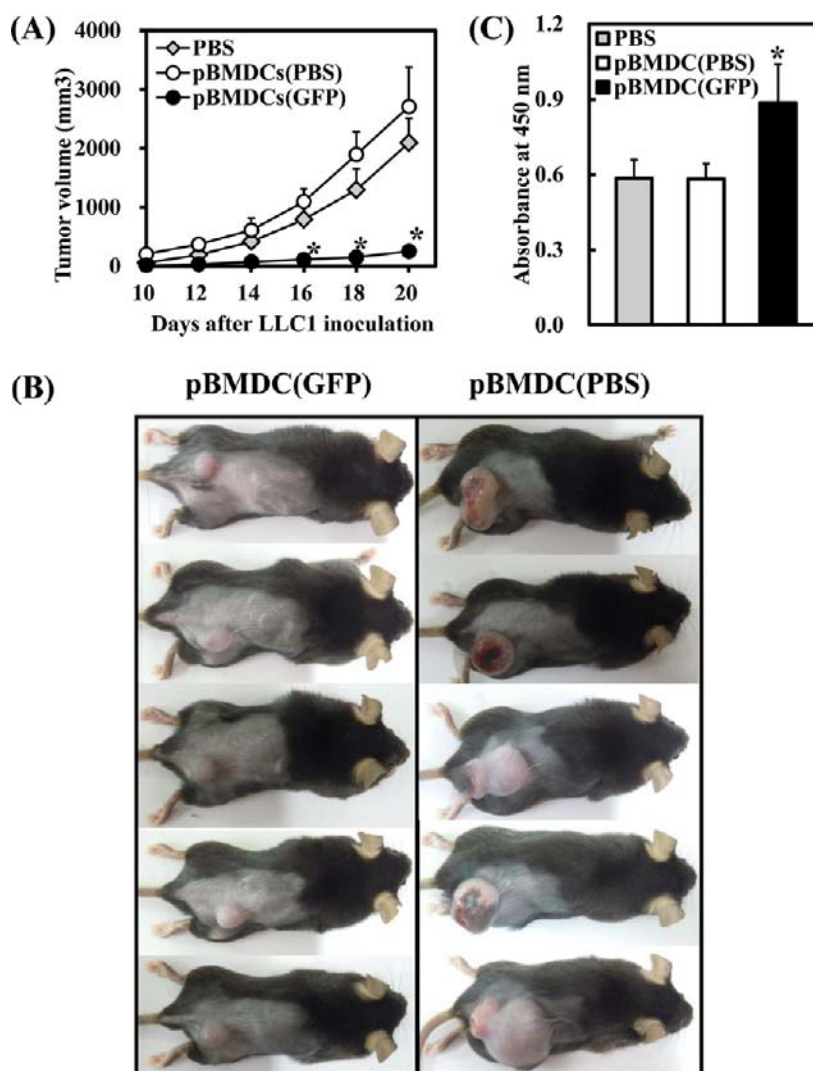 (A)
4000
3000
2000
1000
0
Tumor volume (mm3)
PBS
pBMDCs(PBS)
pBMDCs(GFP)
*
*
*
10 12 14 16 18 20
Days after LLC1 inoculation
(C)
1.2
0.9
0.6
0.3
0.0
Absorbance at 450 nm
PBS
pBMDC(PBS)
pBMDC(GFP)
*
(B)
pBMDC(GFP) pBMDC(PBS)